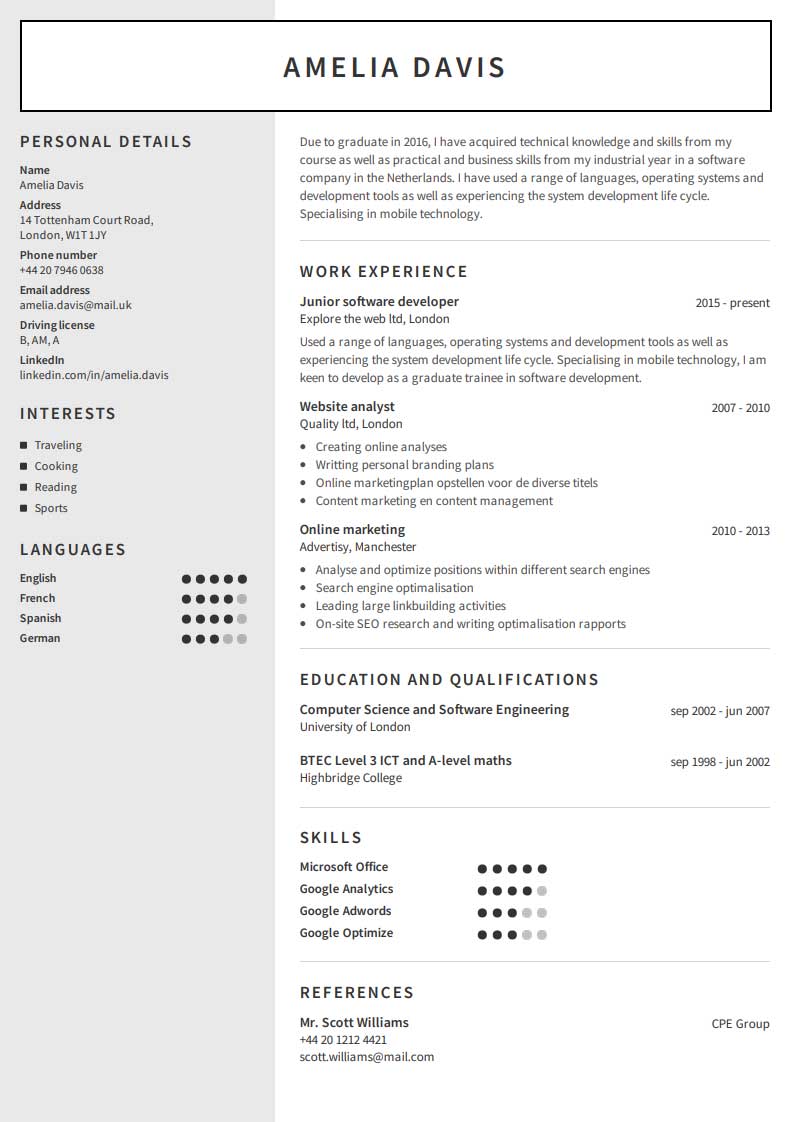 AMELIA DAVIS
PERSONAL DETAILS
Name
Amelia Davis
Address
14 Tottenham Court Road,
London, W1T 1JY
Phone number
+44 20 7946 0638
Email address
amelia.davis@mail.uk
Driving license
B, AM, A
LinkedIn
linkedin.com/in/amelia.davis
INTERESTS
Traveling
Cooking
Reading
Sports
LANGUAGES
English
French
Spanish
German
Due to graduate in 2016, I have acquired technical knowledge and skills from my
course as well as practical and business skills from my industrial year in a software
company in the Netherlands. I have used a range of languages, operating systems and
development tools as well as experiencing the system development life cycle.
Specialising in mobile technology.
WORK EXPERIENCE
Junior software developer 2015 - present
Explore the web ltd, London
Used a range of languages, operating systems and development tools as well as
experiencing the system development life cycle. Specialising in mobile technology, I am
keen to develop as a graduate trainee in software development.
Website analyst 2007 - 2010
Quality ltd, London
• Creating online analyses
• Writting personal branding plans
• Online marketingplan opstellen voor de diverse titels
• Content marketing en content management
Online marketing 2010 - 2013
Advertisy, Manchester
• Analyse and optimize positions within different search engines
• Search engine optimalisation
• Leading large linkbuilding activities
• On-site SEO research and writing optimalisation rapports
EDUCATION AND QUALIFICATIONS
Computer Science and Software Engineering sep 2002 - jun 2007
University of London
BTEC Level 3 ICT and A-level maths sep 1998 - jun 2002
Highbridge College
SKILLS
Microsoft Office
Google Analytics
Google Adwords
Google Optimize
REFERENCES
Mr. Scott Williams CPE Group
+44 20 1212 4421
scott.williams@mail.com